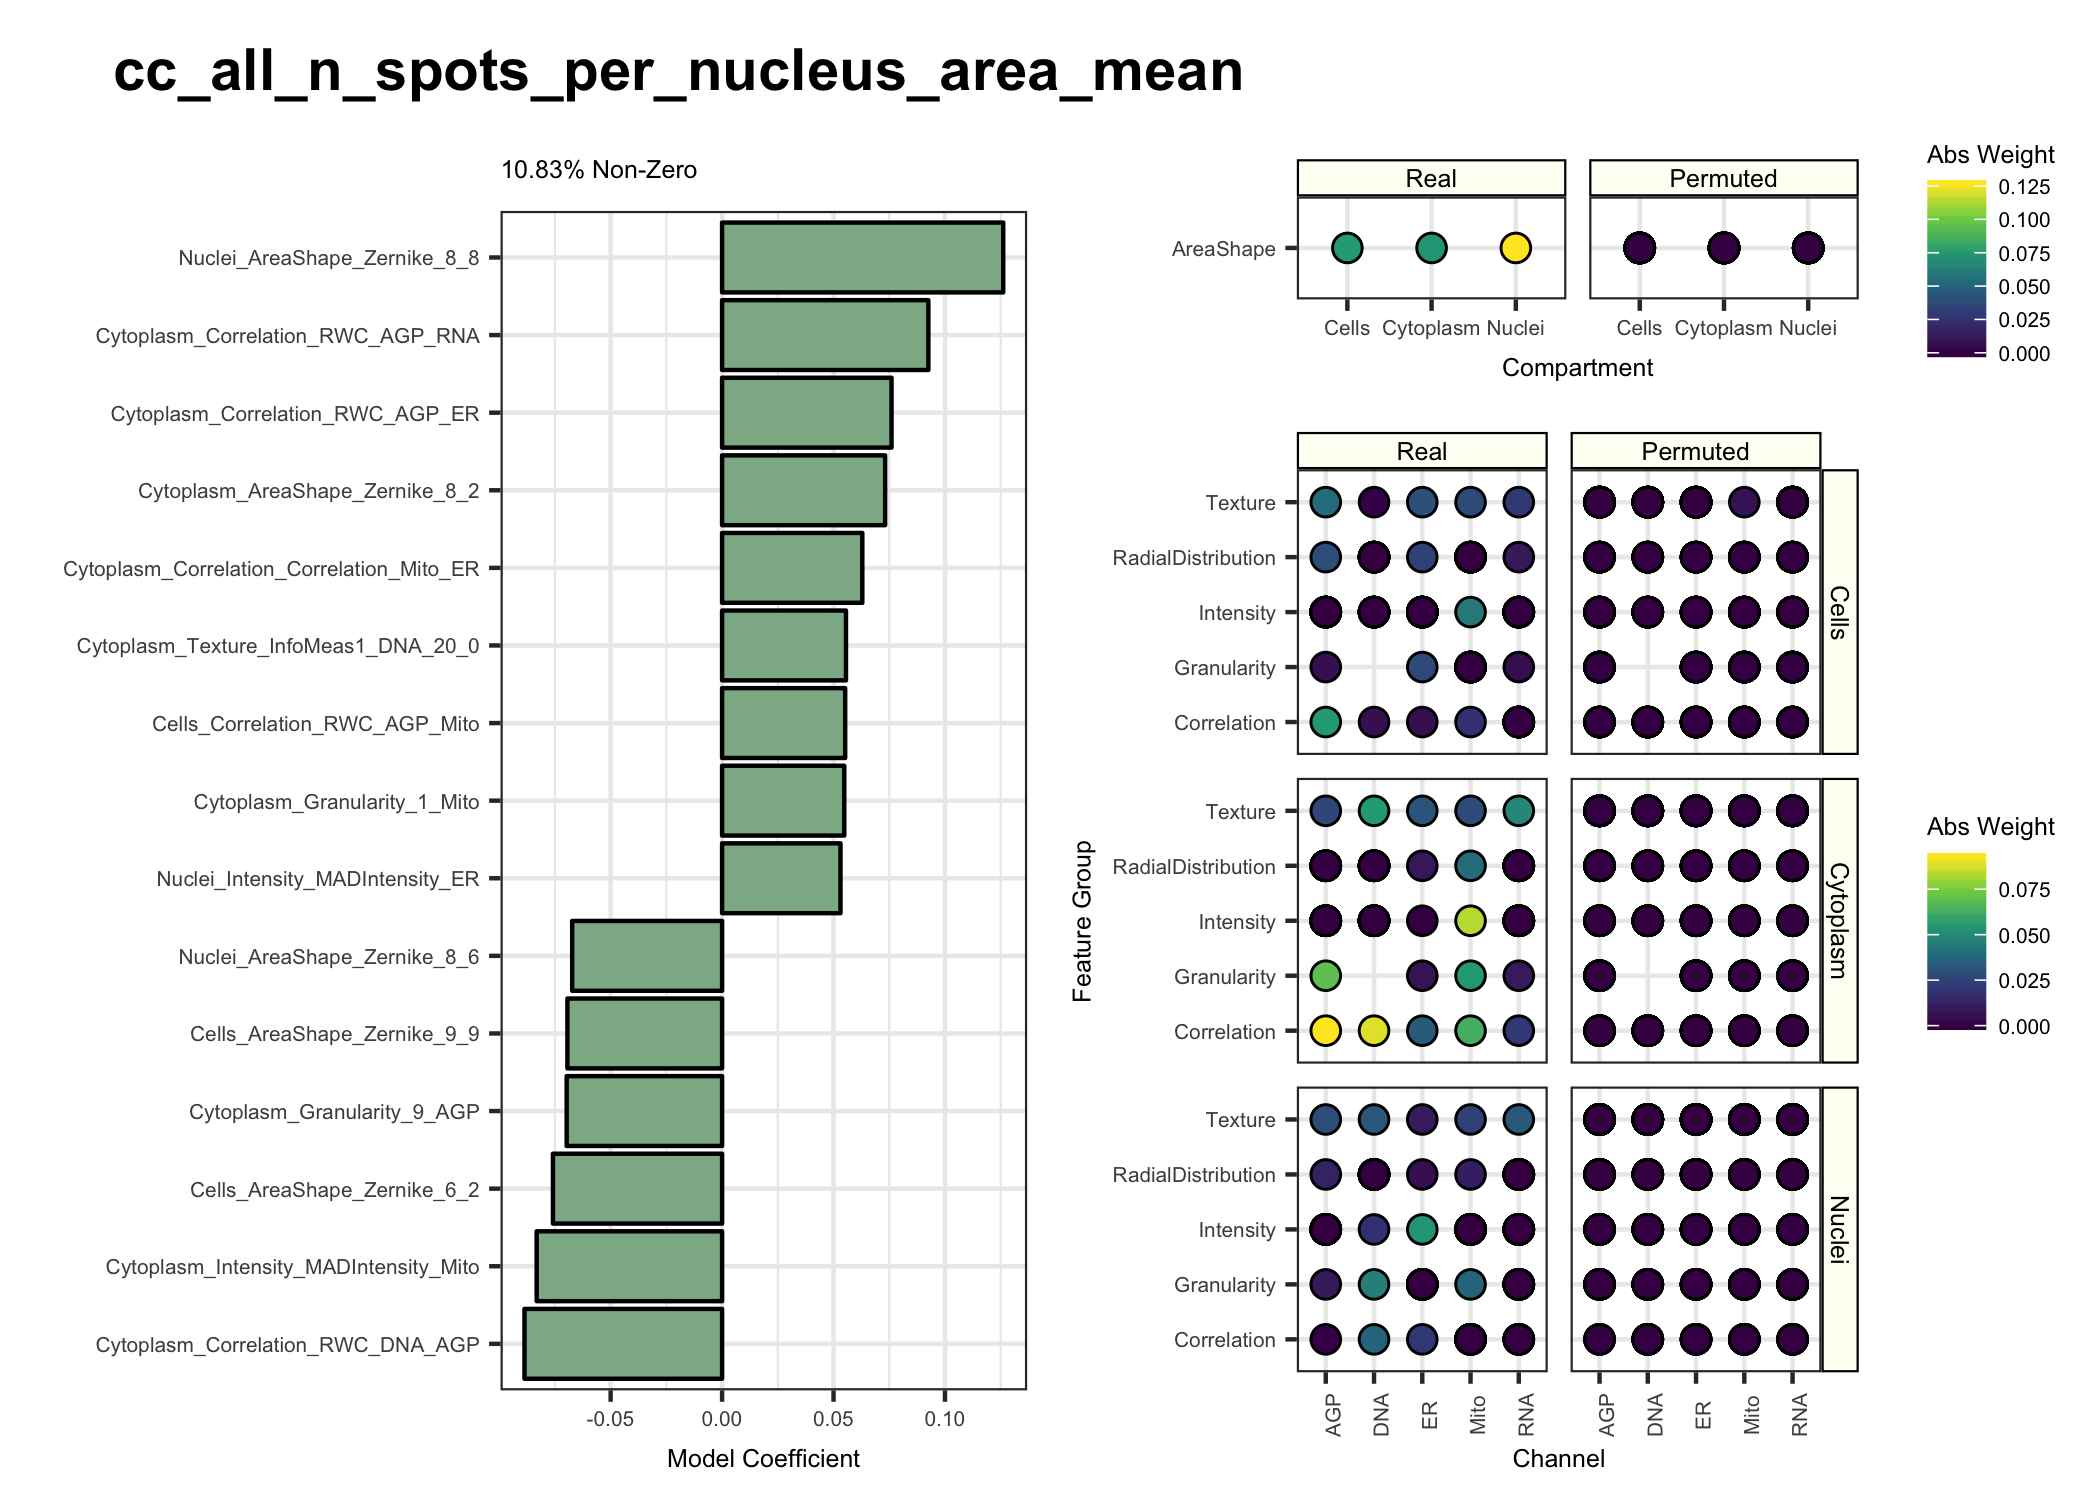 cc_all_n_spots_per_nucleus_area_mean
10.83% Non-Zero
Nuclei_AreaShape_Zernike_8_8
Cytoplasm_Correlation_RWC_AGP_RNA
Cytoplasm_Correlation_RWC_AGP_ER
Cytoplasm_AreaShape_Zernike_8_2
Cytoplasm_Correlation_Correlation_Mito_ER
Cytoplasm_Texture_InfoMeas1_DNA_20_0
Cells_Correlation_RWC_AGP_Mito
Cytoplasm_Granularity_1_Mito
Nuclei_Intensity_MADIntensity_ER
Nuclei_AreaShape_Zernike_8_6
Cells_AreaShape_Zernike_9_9
Cytoplasm_Granularity_9_AGP
Cells_AreaShape_Zernike_6_2
Cytoplasm_Intensity_MADIntensity_Mito
Cytoplasm_Correlation_RWC_DNA_AGP
-0.05 0.00 0.05 0.10
Model Coefficient
Real Permuted
AreaShape
Cells Cytoplasm Nuclei Cells Cytoplasm Nuclei
Compartment
Abs Weight
0.125
0.100
0.075
0.050
0.025
0.000
Real Permuted
Feature Group
Texture
RadialDistribution
Intensity
Granularity
Correlation
Cells
Texture
RadialDistribution
Intensity
Granularity
Correlation
Cytoplasm
Texture
RadialDistribution
Intensity
Granularity
Correlation
Nuclei
AGP DNA ER Mito RNA AGP DNA ER Mito RNA
Channel
Abs Weight
0.075
0.050
0.025
0.000